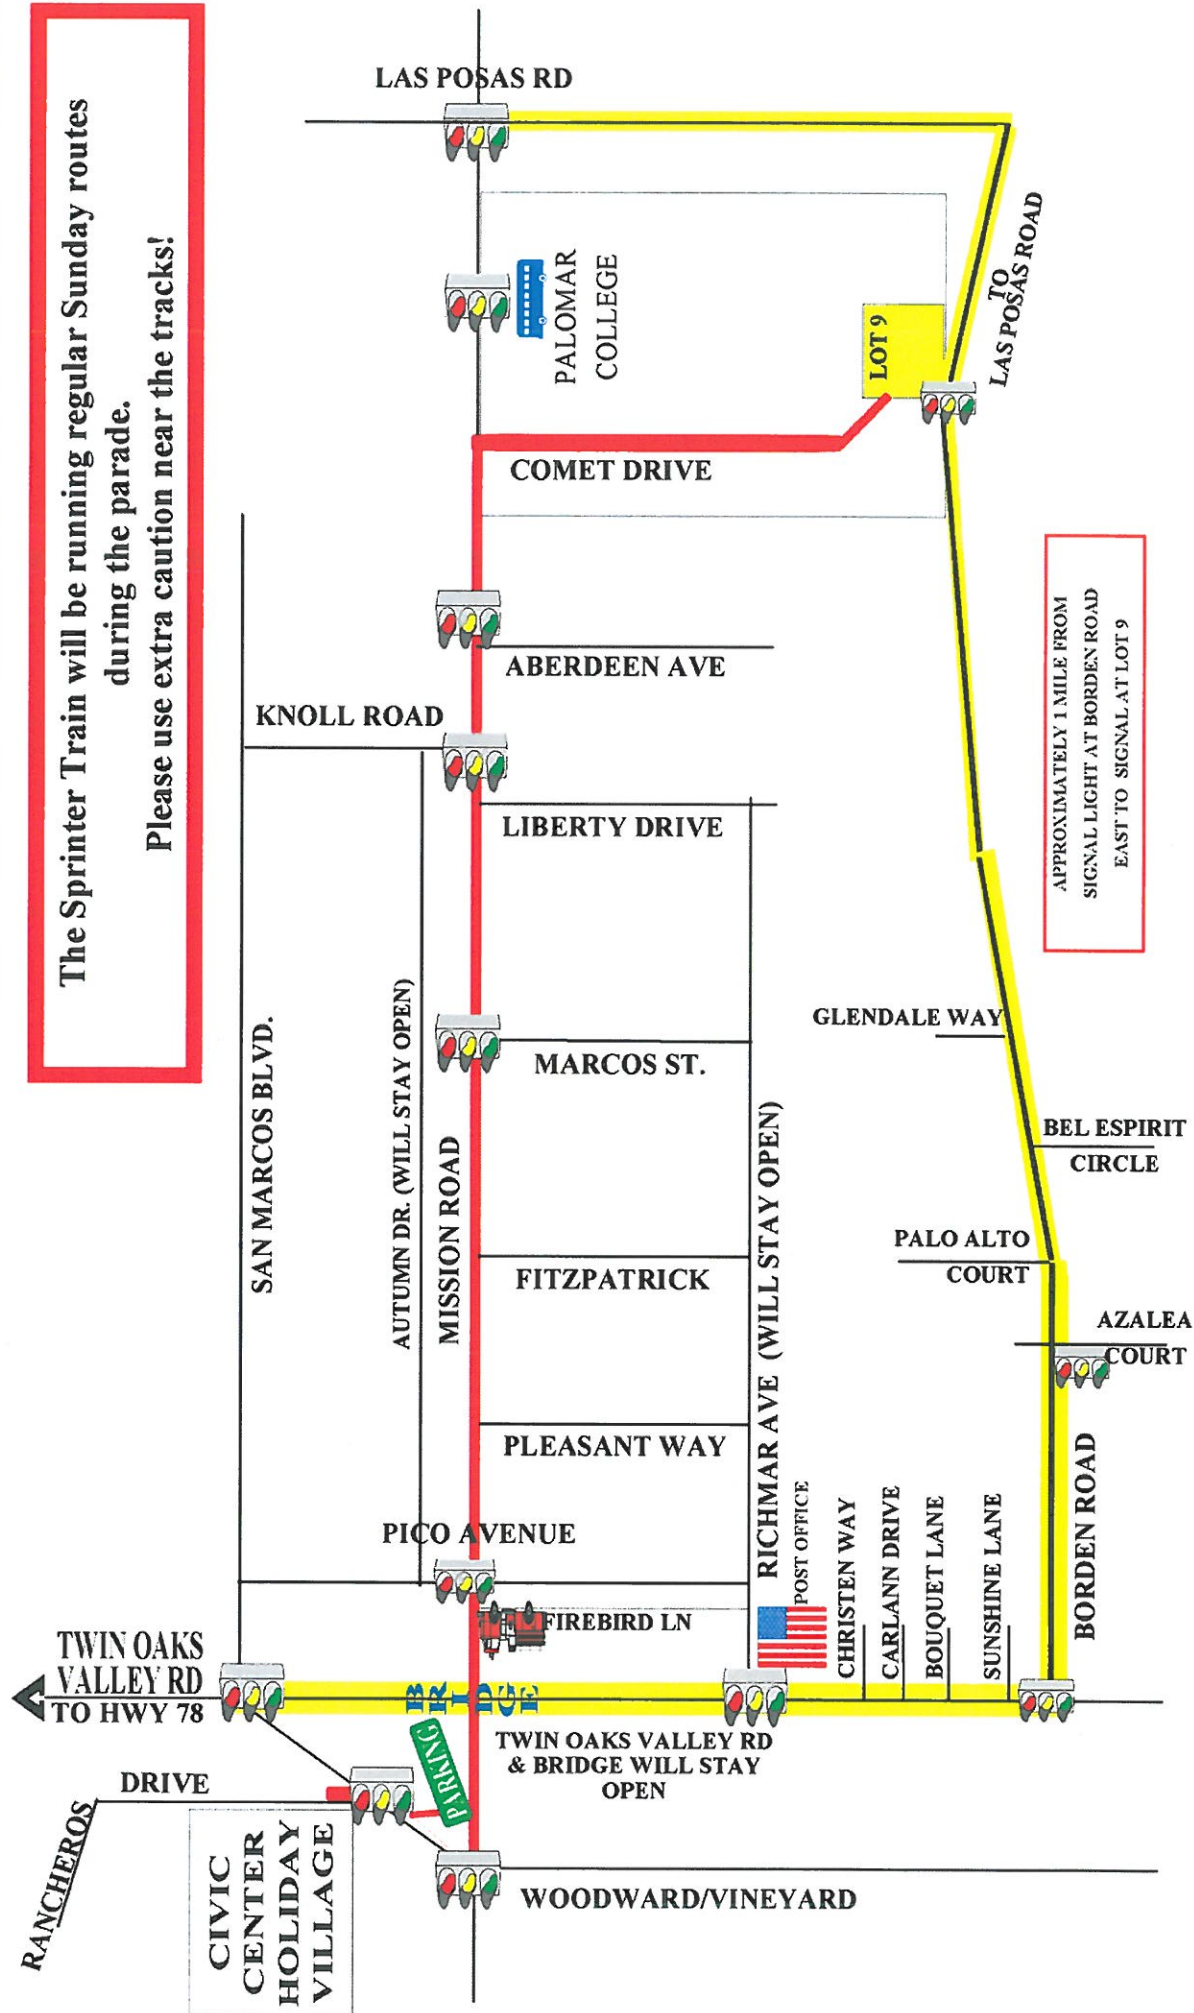 The Sprinter Train will be running regular Sunday routes
during the parade.
Please use extra caution near the tracks!
LAS POSAS RD
PALOMAR
COLLEGE
LOT 9
TO
LAS POSAS ROAD
COMET DRIVE
ABERDEEN AVE
KNOLL ROAD
LIBERTY DRIVE
APPROXIMATELY 1 MILE FROM
SIGNAL LIGHT AT BORDEN ROAD
EAST TO SIGNAL AT LOT 9
SAN MARCOS BLVD.
AUTUMN DR. (WILL STAY OPEN)
MISSION ROAD
MARCOS ST.
RICHMAR AVE (WILL STAY OPEN)
GLENDALE WAY
BEL ESPIRIT
CIRCLE
FITZPATRICK
PALO ALTO
COURT
AZALEA
COURT
PLEASANT WAY
PICO AVENUE
FIREBIRD LN
POST OFFICE
CHRISTEN WAY
CARLANN DRIVE
BOUQUET LANE
SUNSHINE LANE
BORDEN ROAD
TWIN OAKS
VALLEY RD
TO HWY 78
BRIDGE
TWIN OAKS VALLEY RD
& BRIDGE WILL STAY
OPEN
PARKING
DRIVE
RANCHEROS
CIVIC
CENTER
HOLIDAY
VILLAGE
WOODWARD/VINEYARD